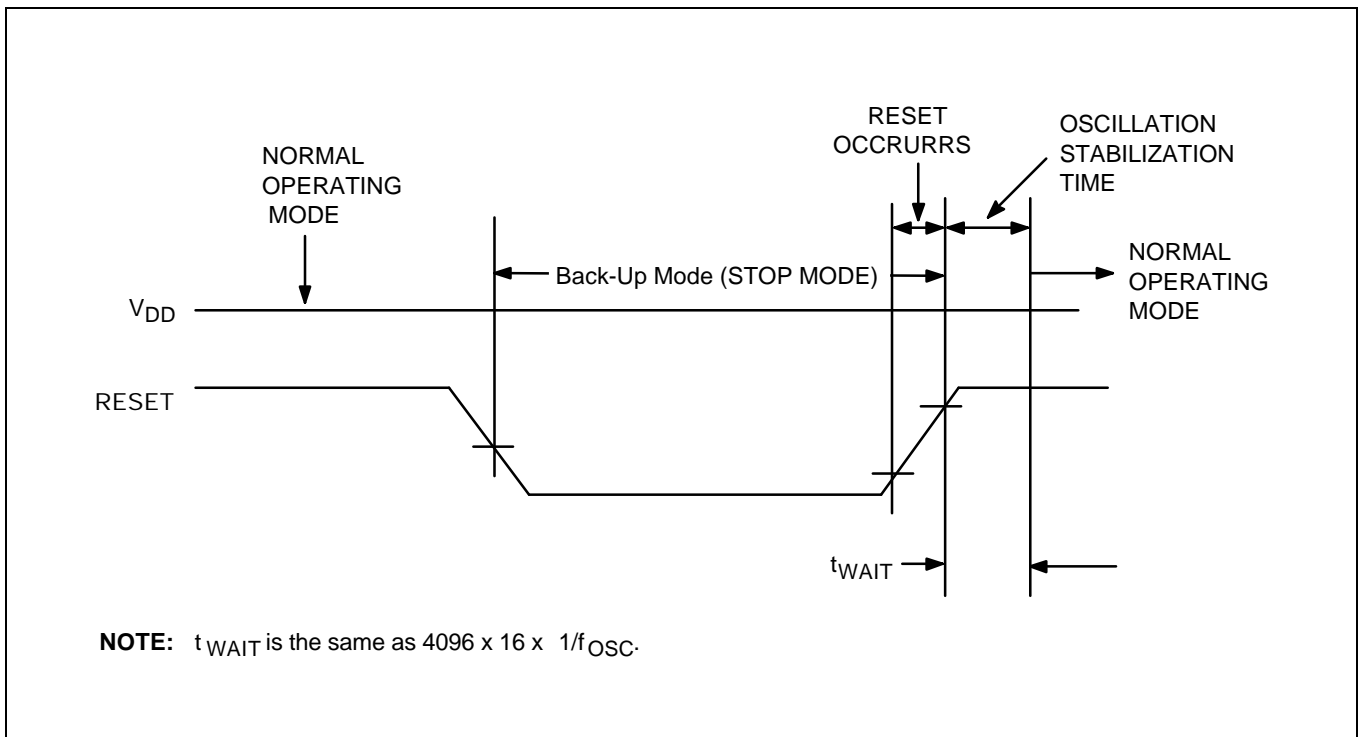 RESET
OCCRURRS
OSCILLATION
STABILIZATION
TIME
NORMAL
OPERATING
MODE
Back-Up Mode (STOP MODE)
NORMAL
OPERATING
MODE
VDD
RESET
tWAIT
NOTE: t WAIT is the same as 4096 x 16 x 1/fOSC.